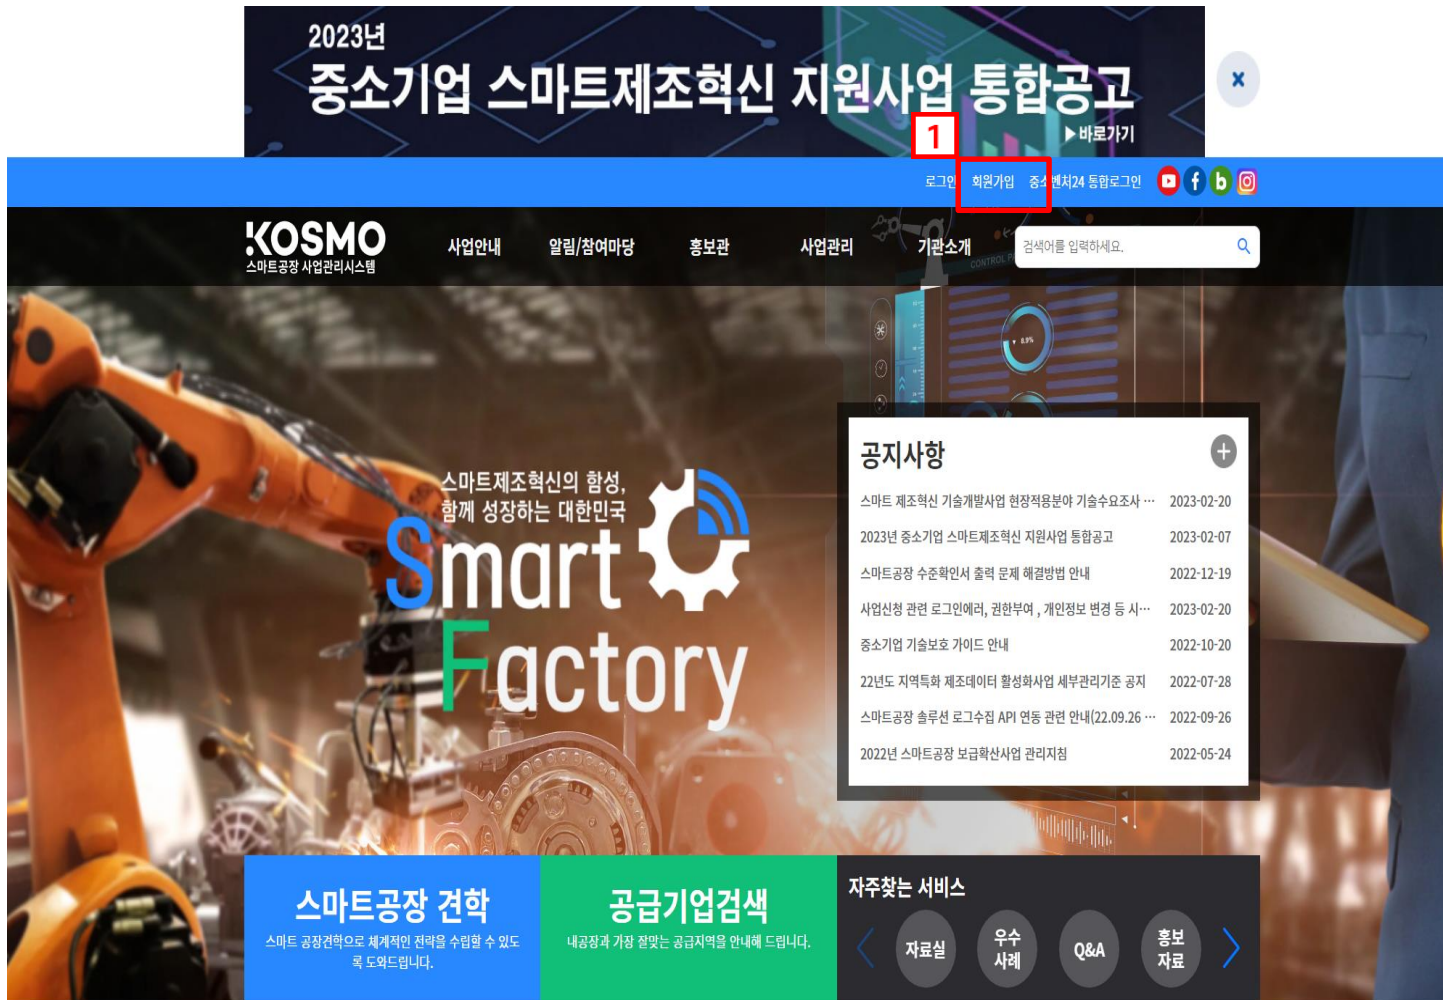 2023년
중소기업 스마트제조혁신 지원사업 통합공고
▶바로가기
1
로그인 회원가입 중소벤처24 통합로그인
KOSMO
스마트공장 사업관리시스템
사업안내 알림/참여마당 홍보관 사업관리 기관소개 검색어를 입력하세요.
CONTROL
8.9%
공지사항
스마트 제조혁신 기술개발사업 현장적용분야 기술수요조사 … 2023-02-20
2023년 중소기업 스마트제조혁신 지원사업 통합공고 2023-02-07
스마트공장 수준확인서 출력 문제 해결방법 안내 2022-12-19
사업신청 관련 로그인에러, 권한부여 , 개인정보 변경 등 시… 2023-02-20
중소기업 기술보호 가이드 안내 2022-10-20
22년도 지역특화 제조데이터 활성화사업 세부관리기준 공지 2022-07-28
스마트공장 솔루션 로그수집 API 연동 관련 안내(22.09.26 … 2022-09-26
2022년 스마트공장 보급확산사업 관리지침 2022-05-24
스마트제조혁신의 함성,
함께 성장하는 대한민국
Smart
Factory
스마트공장 견학
스마트 공장견학으로 체계적인 전략을 수립할 수 있도
록 도와드립니다.
공급기업검색
내공장과 가장 잘맞는 공급지역을 안내해 드립니다.
자주찾는 서비스
자료실
우수
사례
Q&A
홍보
자료